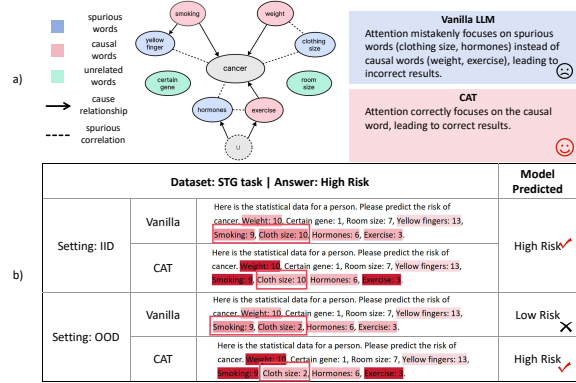 a)
spurious
words
causal
words
unrelated
words
cause
relationship
spurious
correlation
smoking
weight
yellow
finger
clothing
size
cancer
certain
gene
room
size
hormones
exercise
U
Vanilla LLM
Attention mistakenly focuses on spurious
words (clothing size, hormones) instead of
causal words (weight, exercise), leading to
incorrect results.
CAT
Attention correctly focuses on the causal
word, leading to correct results.
b)
Dataset: STG task | Answer: High Risk
Model
Predicted
Setting: IID
Vanilla
Here is the statistical data for a person. Please predict the risk of
cancer. Weight: 10, Certain gene: 1, Room size: 7, Yellow fingers: 13,
Smoking: 9, Cloth size: 10, Hormones: 6, Exercise: 3.
CAT
Here is the statistical data for a person. Please predict the risk of
cancer. Weight: 10, Certain gene: 1, Room size: 7, Yellow fingers: 13,
Smoking: 9, Cloth size: 10 Hormones: 6, Exercise: 3.
High Risk
Setting: OOD
Vanilla
Here is the statistical data for a person. Please predict the risk of
cancer. Weight: 10, Certain gene: 1, Room size: 7, Yellow fingers: 13,
Smoking: 9, Cloth size: 2, Hormones: 6, Exercise: 3.
Low Risk
CAT
Here is the statistical data for a person. Please predict the risk of
cancer. Weight: 10, Certain gene: 1, Room size: 7, Yellow fingers: 13,
Smoking: 9 Cloth size: 2, Hormones: 6, Exercise: 3.
High Risk